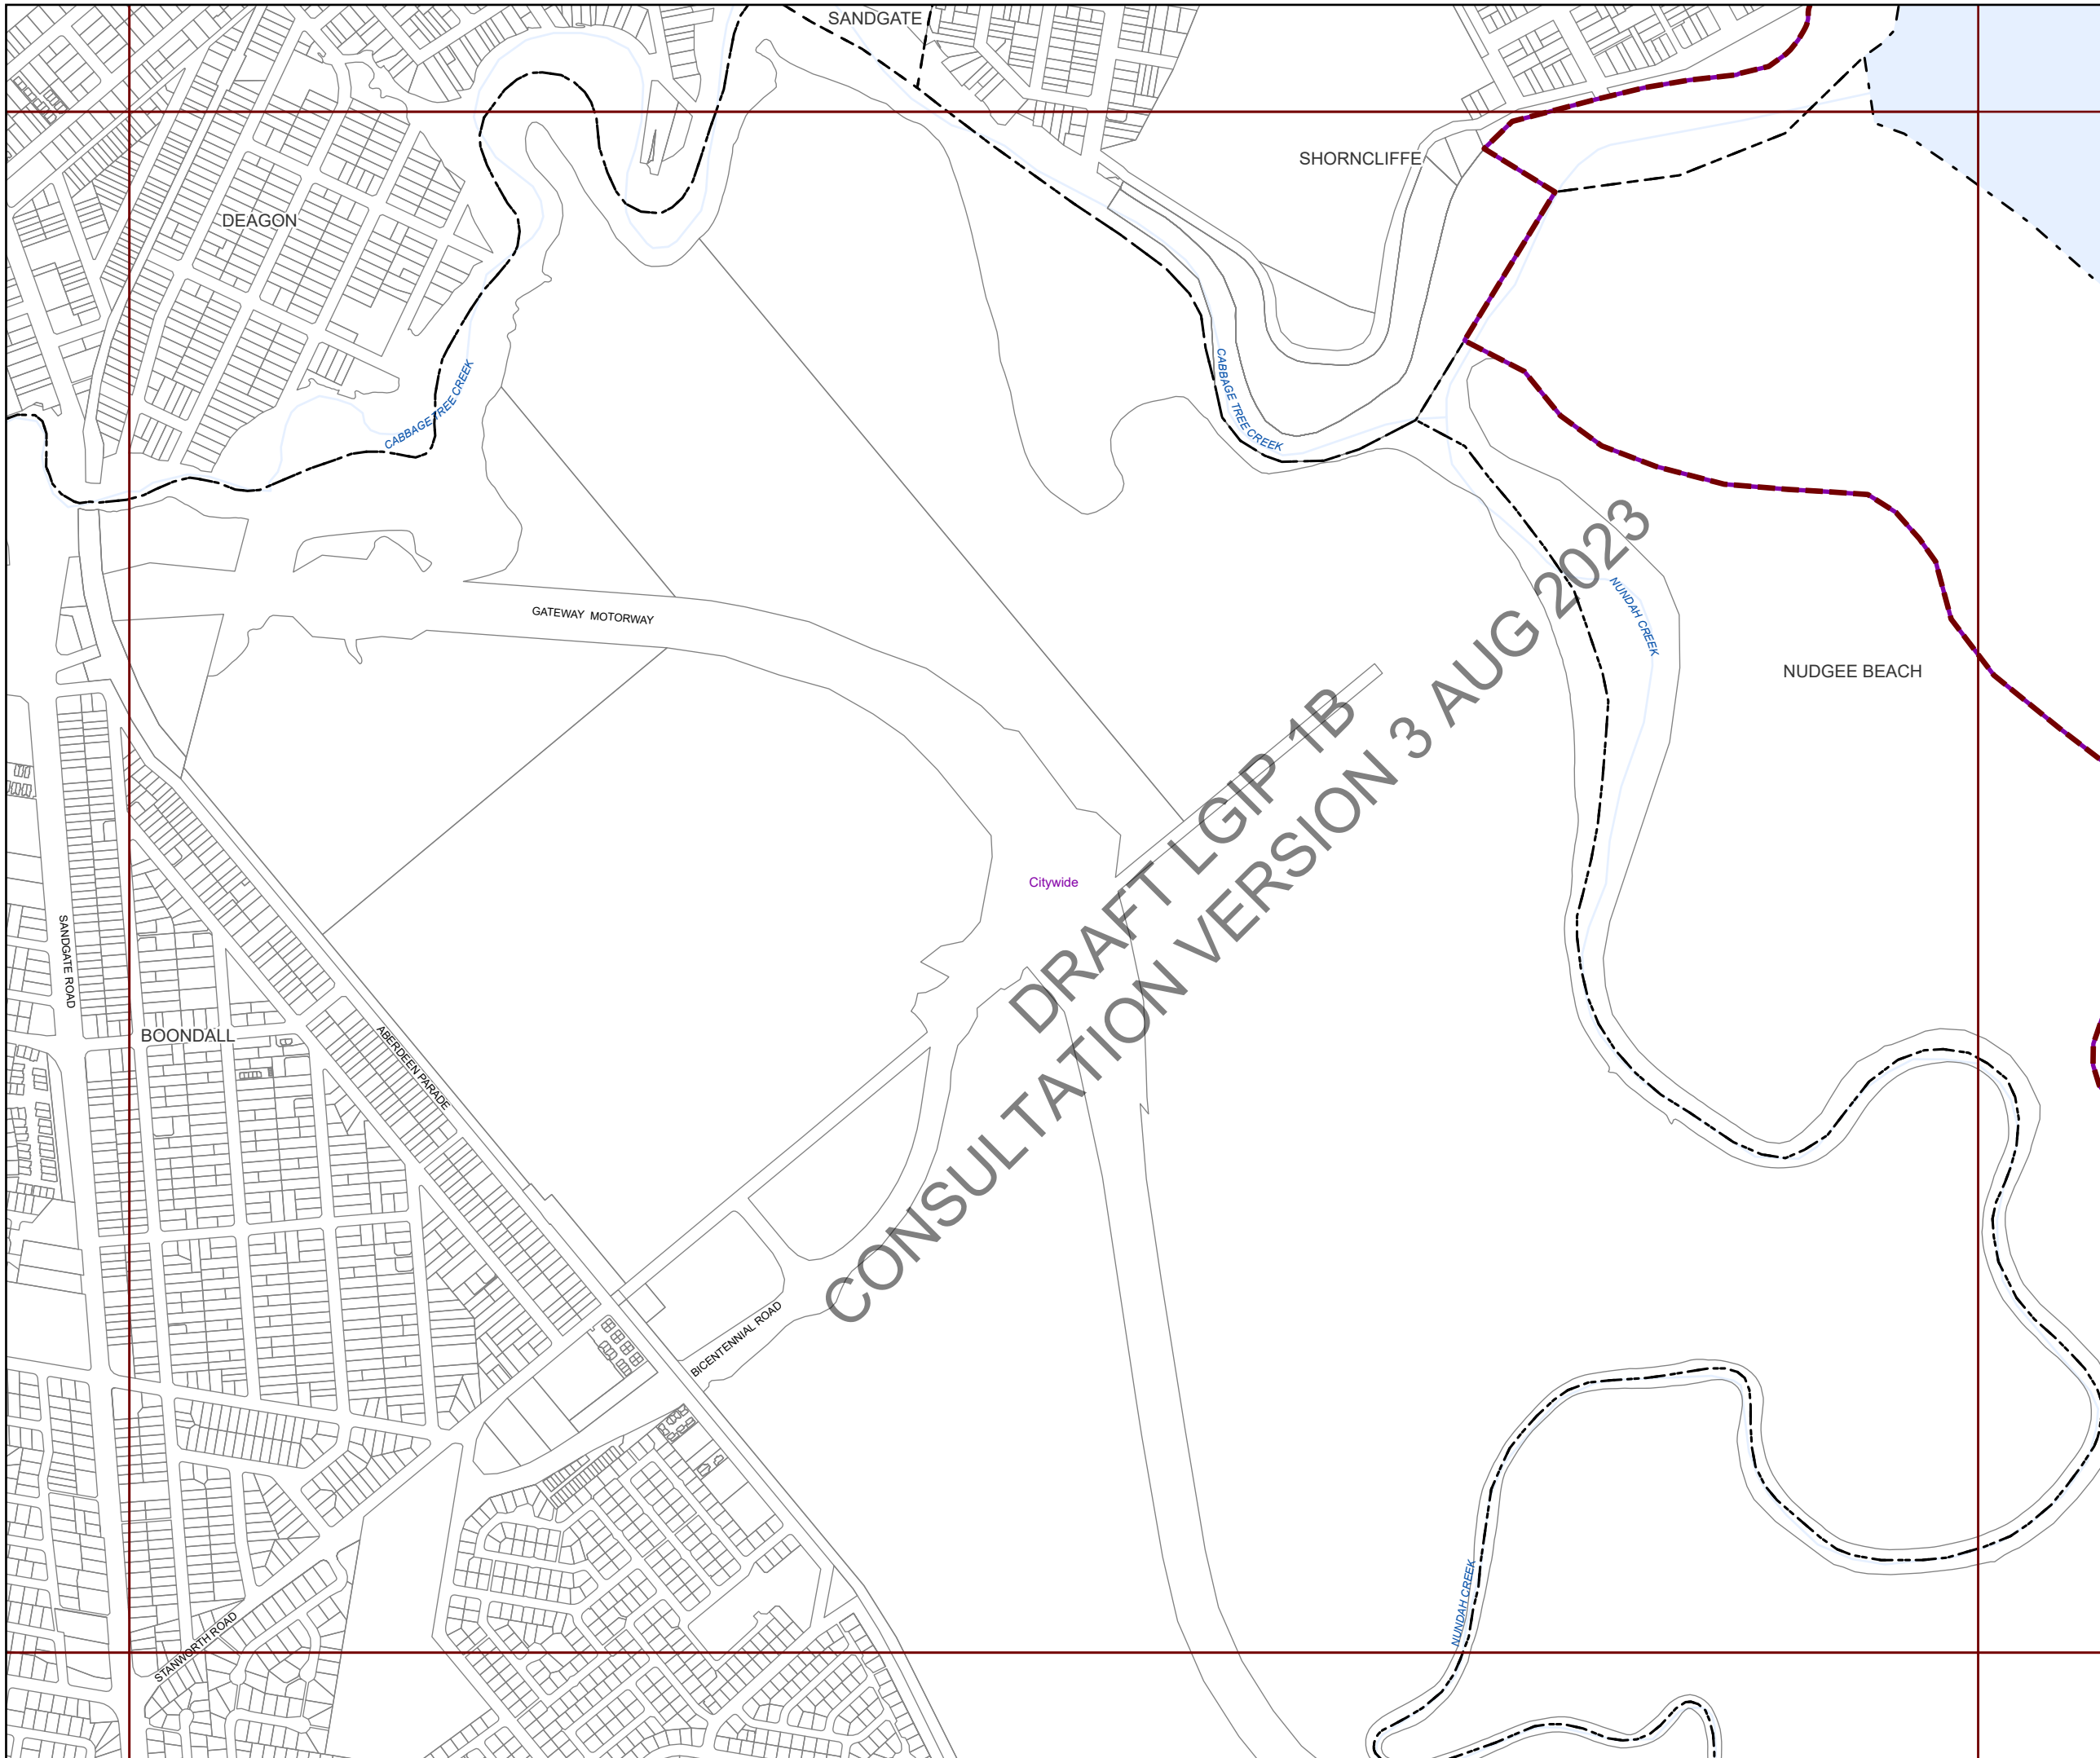 SANDGATE
SHORNCLIFFE
DEAGON
CABBAGE TREE CREEK
CABBAGE TREE CREEK
NUNDAH CREEK
GATEWAY MOTORWAY
NUDGEE BEACH
Citywide
DRAFT LGIP 1B
CONSULTATION VERSION 3 AUG 2023
SANDGATE ROAD
BOONDALL
ABERDEEN PARADE
BICENTENNIAL ROAD
NUNDAH CREEK
STANWORTH ROAD